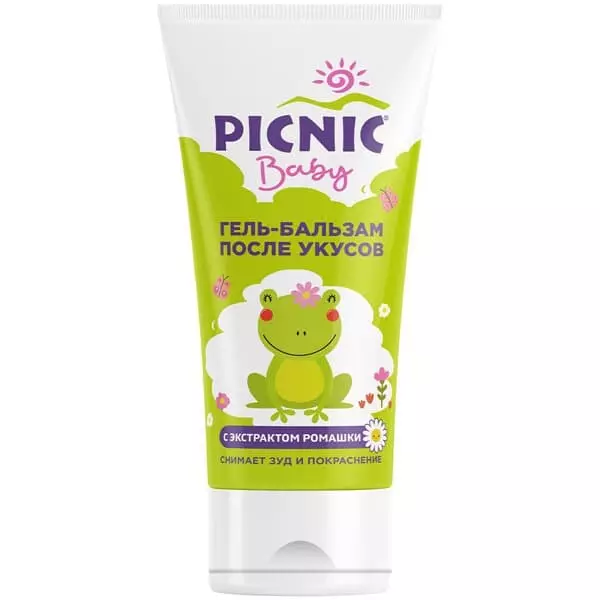 PICNIC®
Baby
ГЕЛЬ-БАЛЬЗАМ
ПОСЛЕ УКУСОВ
С ЭКСТРАКТОМ РОМАШКИ
СНИМАЕТ ЗУД И ПОКРАСНЕНИЕ